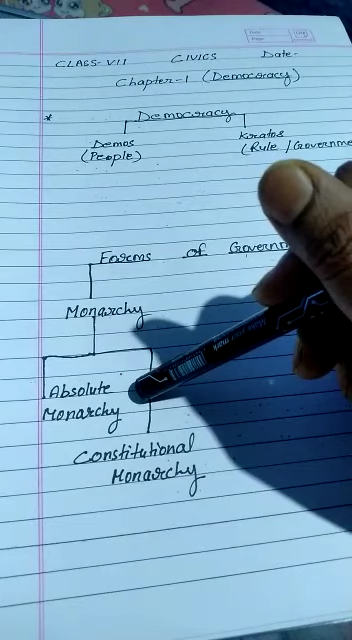 CLASS-VII CIVICS Date-
Chapter-1 (Democracy)
* Democracy
Demos Kratos
(People) (Rule / Governme
Forms of Governm
Monarchy
Absolute
Monarchy
Constitutional
Monarchy